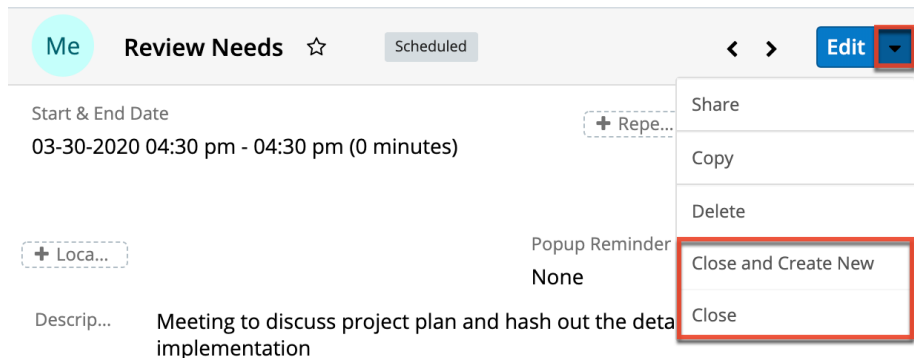 Me Review Needs Scheduled Edit
Share
Start & End Date
+ Repe...
03-30-2020 04:30 pm - 04:30 pm (0 minutes)
Copy
Delete
Popup Reminder
+ Loca...
Close and Create New
None
Close
Descrip...
Meeting to discuss project plan and hash out the deta
implementation